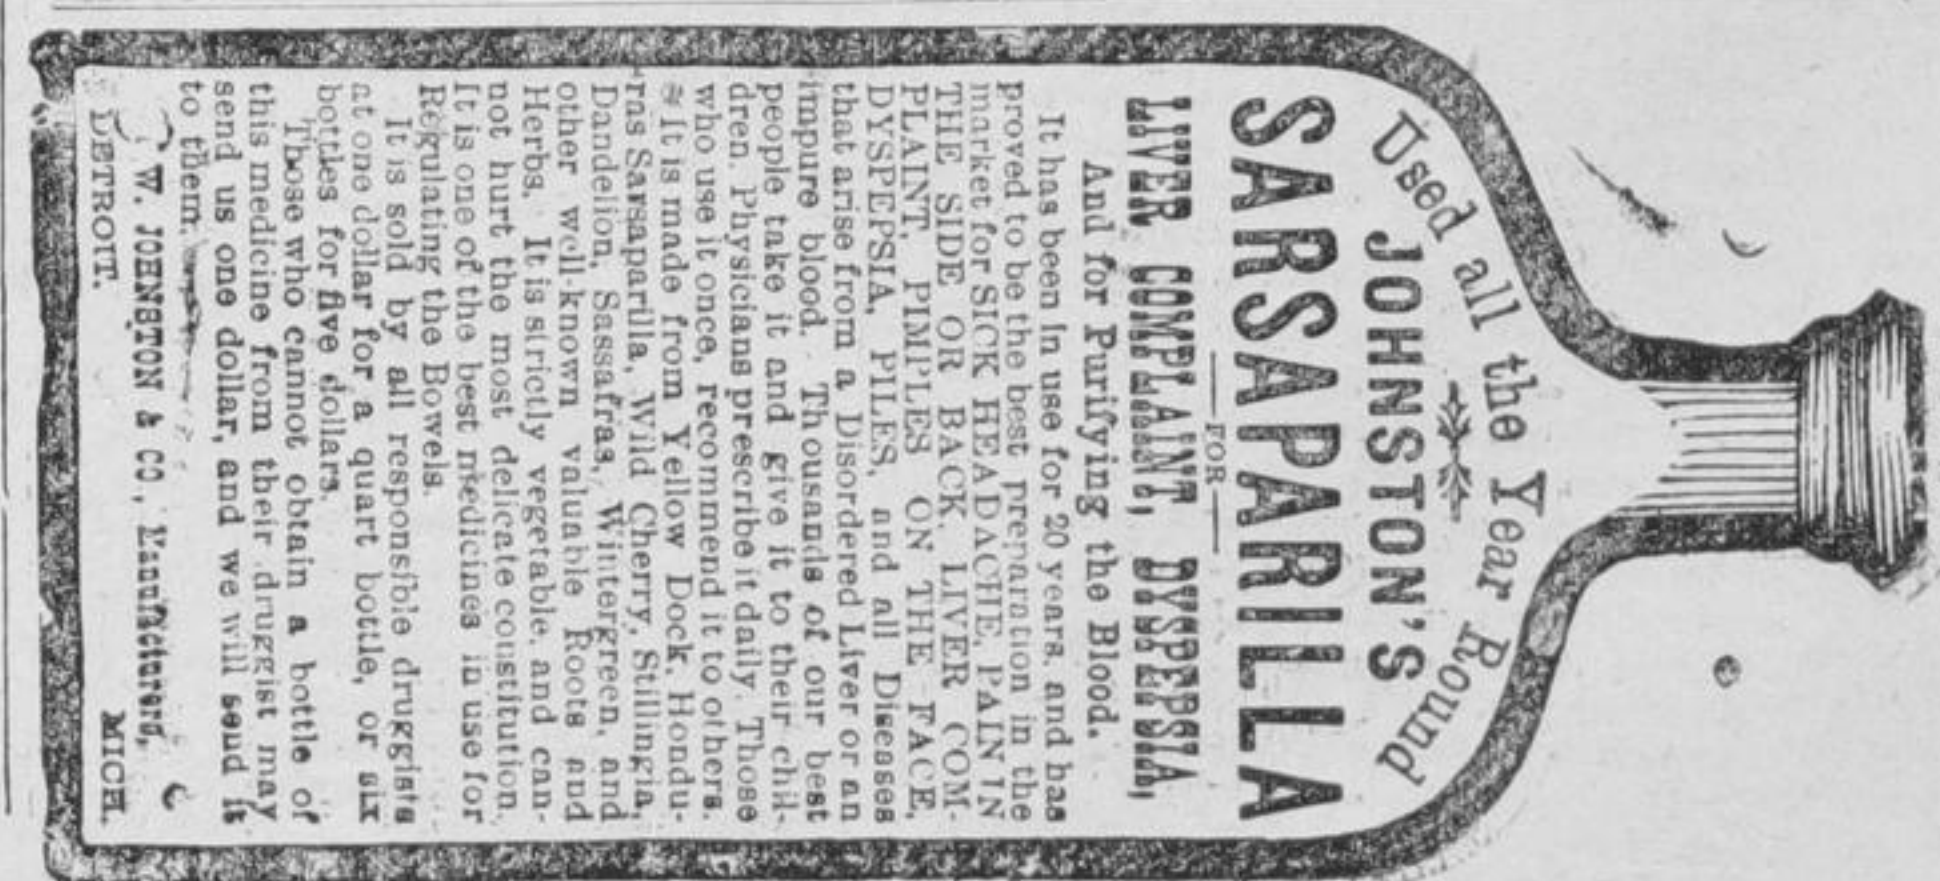 Used all the Year Round
JOHNSTON'S
SARSAPARILLA
FOR
LIVER COMPLAINT, DYSPEPSIA,
And for Purifying the Blood.
It has been in use for 20 years, and has
proved to be the best preparation in the
market for SICK HEADACHE, PAIN IN
THE SIDE OR BACK, LIVER COM-
PLAINT, PIMPLES ON THE FACE,
DYSPEPSIA, PILES, and all Diseases
that arise from a Disordered Liver or an
impure blood. Thousands of our best
people take it and give it to their chil-
dren. Physicians prescribe it daily. Those
who use it once, recommend it to others.
It is made from Yellow Dock, Hondu-
ras Sarsaparilla, Wild Cherry, Stillingia,
Dandelion, Sassafras, Wintergreen, and
other well-known valuable Roots and
Herbs. It is strictly vegetable, and can-
not hurt the most delicate constitution.
It is one of the best medicines in use for
Regulating the Bowels.
It is sold by all responsible druggists
at one dollar for a quart bottle, or six
bottles for five dollars.
Those who cannot obtain a bottle of
this medicine from their druggist may
send us one dollar, and we will send it
to them.
W. JOHNSTON & CO., Manufacturers,
DETROIT. MICH.